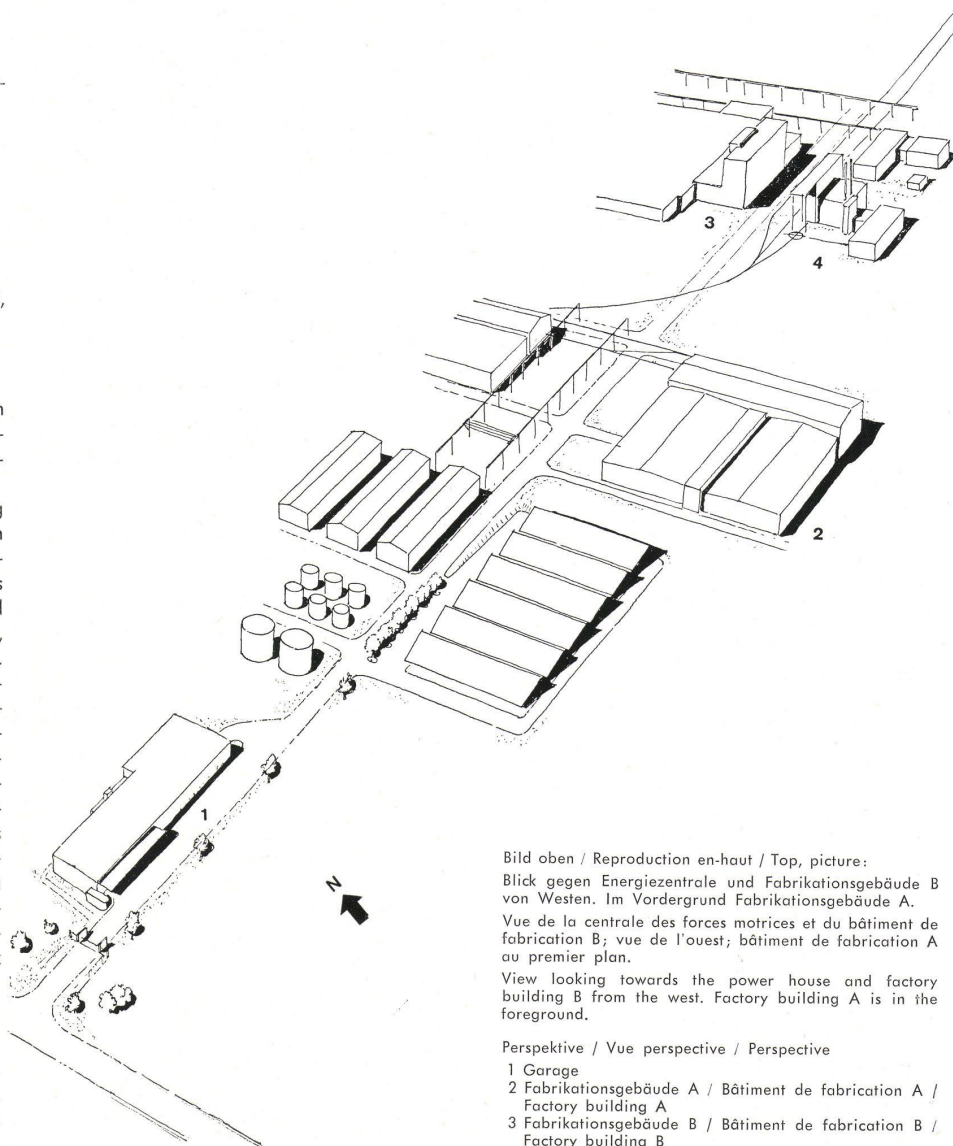 3
4
2
1
N
Bild oben / Reproduction en-haut / Top, picture:
Blick gegen Energiezentrale und Fabrikationsgebäude B
von Westen. Im Vordergrund Fabrikationsgebäude A.
Vue de la centrale des forces motrices et du bâtiment de
fabrication B; vue de l'ouest; bâtiment de fabrication A
au premier plan.
View looking towards the power house and factory
building B from the west. Factory building A is in the
foreground.
Perspektive / Vue perspective / Perspective
1 Garage
2 Fabrikationsgebäude A / Bâtiment de fabrication A /
Factory building A
3 Fabrikationsgebäude B / Bâtiment de fabrication B /
Factory building B